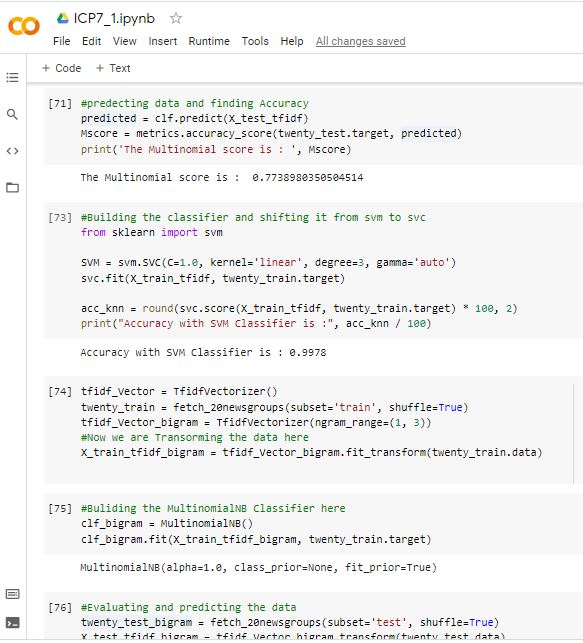 ICP7_1.ipynb
File Edit View Insert Runtime Tools Help All changes saved
+ Code + Text
[71] #predecting data and finding Accuracy
predicted = clf.predict(X_test_tfidf)
Mscore = metrics.accuracy_score(twenty_test.target, predicted)
print('The Multinomial score is : ', Mscore)
The Multinomial score is :  0.7738980350504514
[73] #Building the classifier and shifting it from svm to svc
from sklearn import svm
SVM = svm.SVC(C=1.0, kernel='linear', degree=3, gamma='auto')
svc.fit(X_train_tfidf, twenty_train.target)
acc_knn = round(svc.score(X_train_tfidf, twenty_train.target) * 100, 2)
print("Accuracy with SVM Classifier is :", acc_knn / 100)
Accuracy with SVM Classifier is : 0.9978
[74] tfidf_Vector = TfidfVectorizer()
twenty_train = fetch_20newsgroups(subset='train', shuffle=True)
tfidf_Vector_bigram = TfidfVectorizer(ngram_range=(1, 3))
#Now we are Transorming the data here
X_train_tfidf_bigram = tfidf_Vector_bigram.fit_transform(twenty_train.data)
[75] #Buliding the MultinomialNB Classifier here
clf_bigram = MultinomialNB()
clf_bigram.fit(X_train_tfidf_bigram, twenty_train.target)
MultinomialNB(alpha=1.0, class_prior=None, fit_prior=True)
[76] #Evaluating and predicting the data
twenty_test_bigram = fetch_20newsgroups(subset='test', shuffle=True)
X_test_tfidf_bigram = tfidf_Vector_bigram.transform(twenty_test.data)